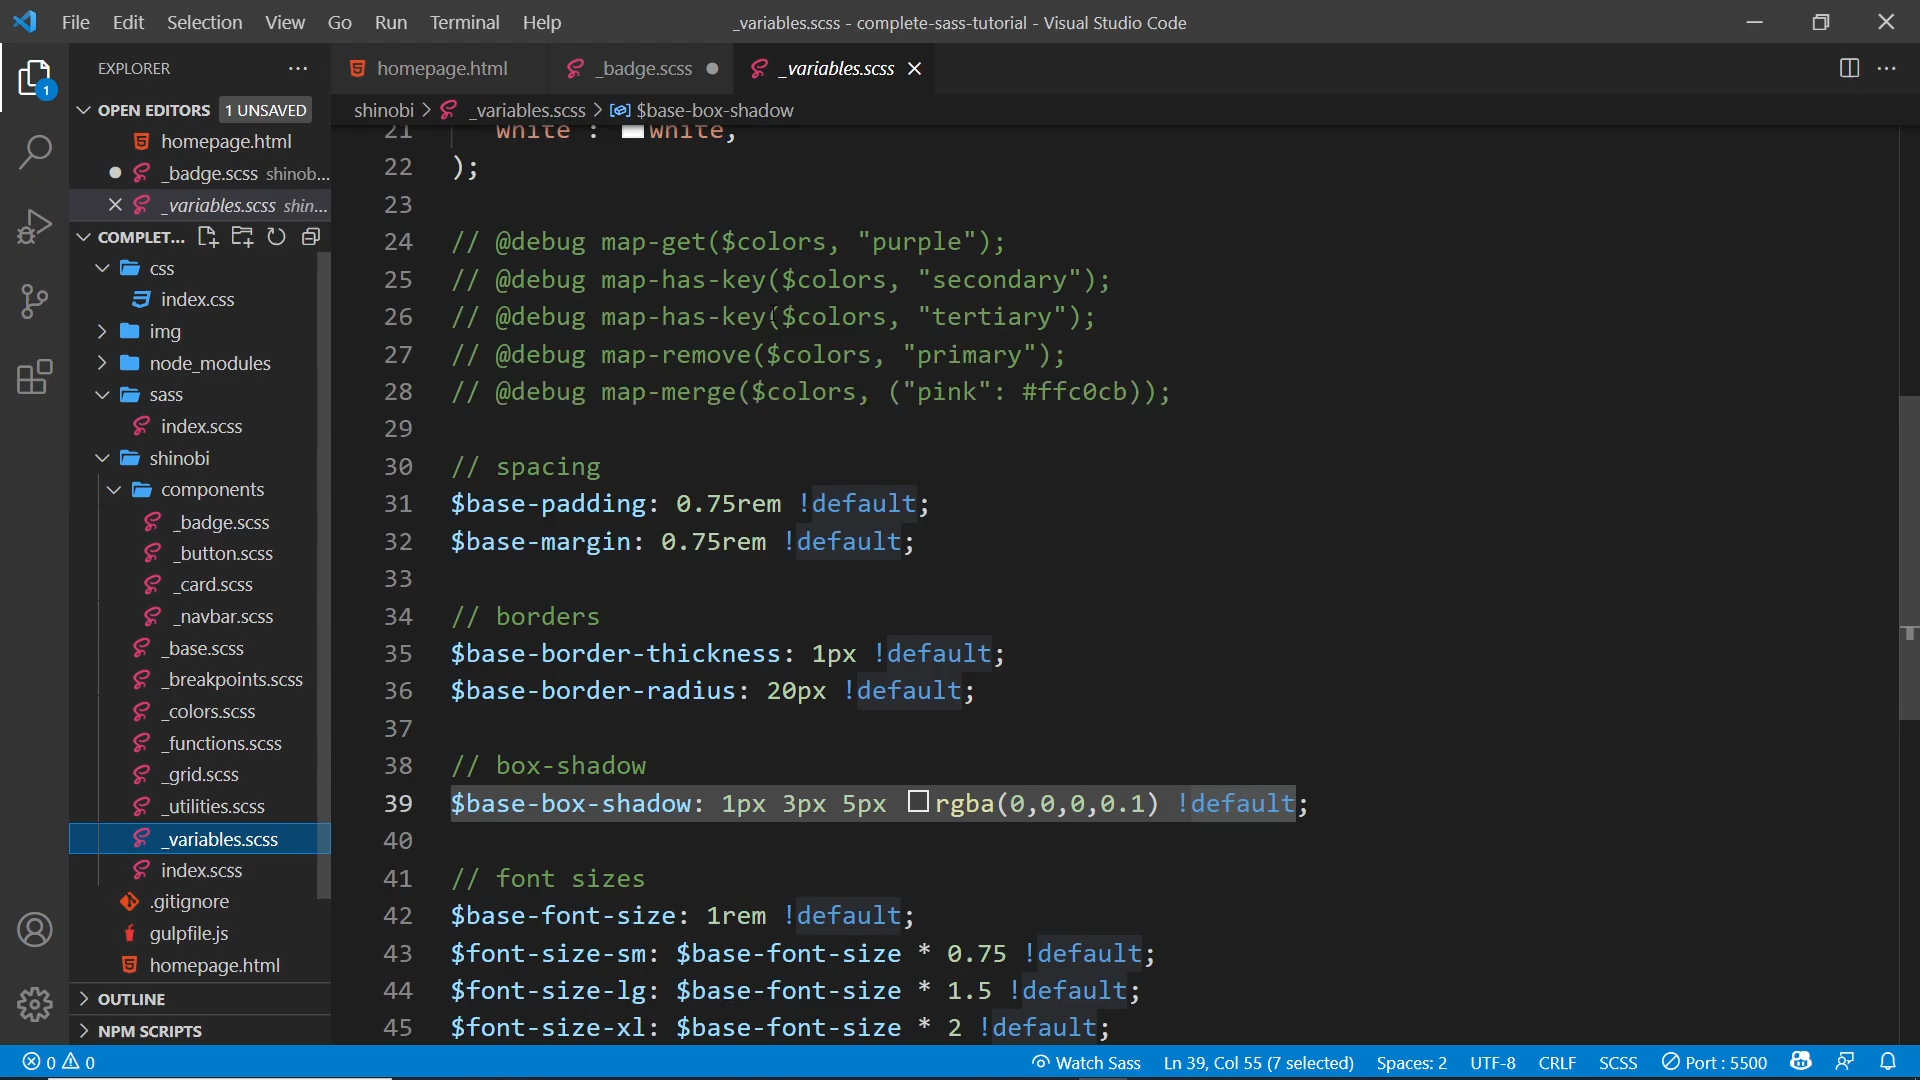 File Edit Selection View Go Run Terminal Help
_variables.scss - complete-sass-tutorial - Visual Studio Code
EXPLORER
homepage.html
_badge.scss
_variables.scss
OPEN EDITORS 1 UNSAVED
homepage.html
_badge.scss shinob...
_variables.scss shin...
COMPLET...
css
index.css
img
node_modules
sass
index.scss
shinobi
components
_badge.scss
_button.scss
_card.scss
_navbar.scss
_base.scss
_breakpoints.scss
_colors.scss
_functions.scss
_grid.scss
_utilities.scss
_variables.scss
index.scss
.gitignore
gulpfile.js
homepage.html
OUTLINE
NPM SCRIPTS
1
shinobi > _variables.scss > $base-box-shadow
21 white : white,
22 );
23
24 // @debug map-get($colors, "purple");
25 // @debug map-has-key($colors, "secondary");
26 // @debug map-has-key($colors, "tertiary");
27 // @debug map-remove($colors, "primary");
28 // @debug map-merge($colors, ("pink": #ffc0cb));
29
30 // spacing
31 $base-padding: 0.75rem !default;
32 $base-margin: 0.75rem !default;
33
34 // borders
35 $base-border-thickness: 1px !default;
36 $base-border-radius: 20px !default;
37
38 // box-shadow
39 $base-box-shadow: 1px 3px 5px rgba(0,0,0,0.1) !default;
40
41 // font sizes
42 $base-font-size: 1rem !default;
43 $font-size-sm: $base-font-size * 0.75 !default;
44 $font-size-lg: $base-font-size * 1.5 !default;
45 $font-size-xl: $base-font-size * 2 !default;
0 0 Watch Sass Ln 39, Col 55 (7 selected) Spaces: 2 UTF-8 CRLF SCSS Port : 5500